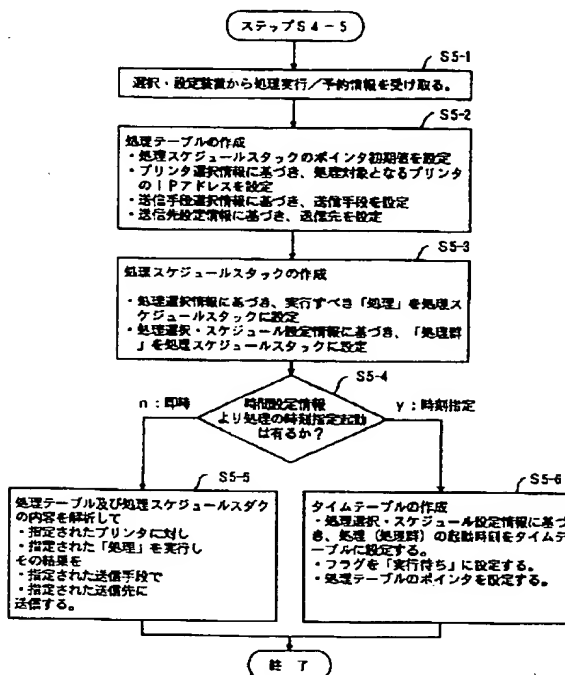 ステップS4-5
S5-1
選択・設定装置から処理実行／予約情報を受け取る。
S5-2
処理テーブルの作成
・処理スケジュールスタックのポインタ初期値を設定
・プリンタ選択情報に基づき、処理対象となるプリンタ
のIPアドレスを設定
・送信手段選択情報に基づき、送信手段を設定
・送信先設定情報に基づき、送信先を設定
S5-3
処理スケジュールスタックの作成
・処理選択情報に基づき、実行すべき「処理」を処理ス
ケジュールスタックに設定
・処理選択・スケジュール設定情報に基づき、「処理群
」を処理スケジュールスタックに設定
S5-4
時間設定情報
より処理の時刻指定起動
は有るか？
n：即時
y：時刻指定
S5-5
処理テーブル及び処理スケジュールスダク
の内容を解析して
・指定されたプリンタに対し
・指定された「処理」を実行し
その結果を
・指定された送信手段で
・指定された送信先に
送信する。
S5-6
タイムテーブルの作成
・処理選択・スケジュール設定情報に基づ
き、処理（処理群）の起動時刻をタイムテ
ーブルに設定する。
・フラグを「実行待ち」に設定する。
・処理テーブルのポインタを設定する。
終了